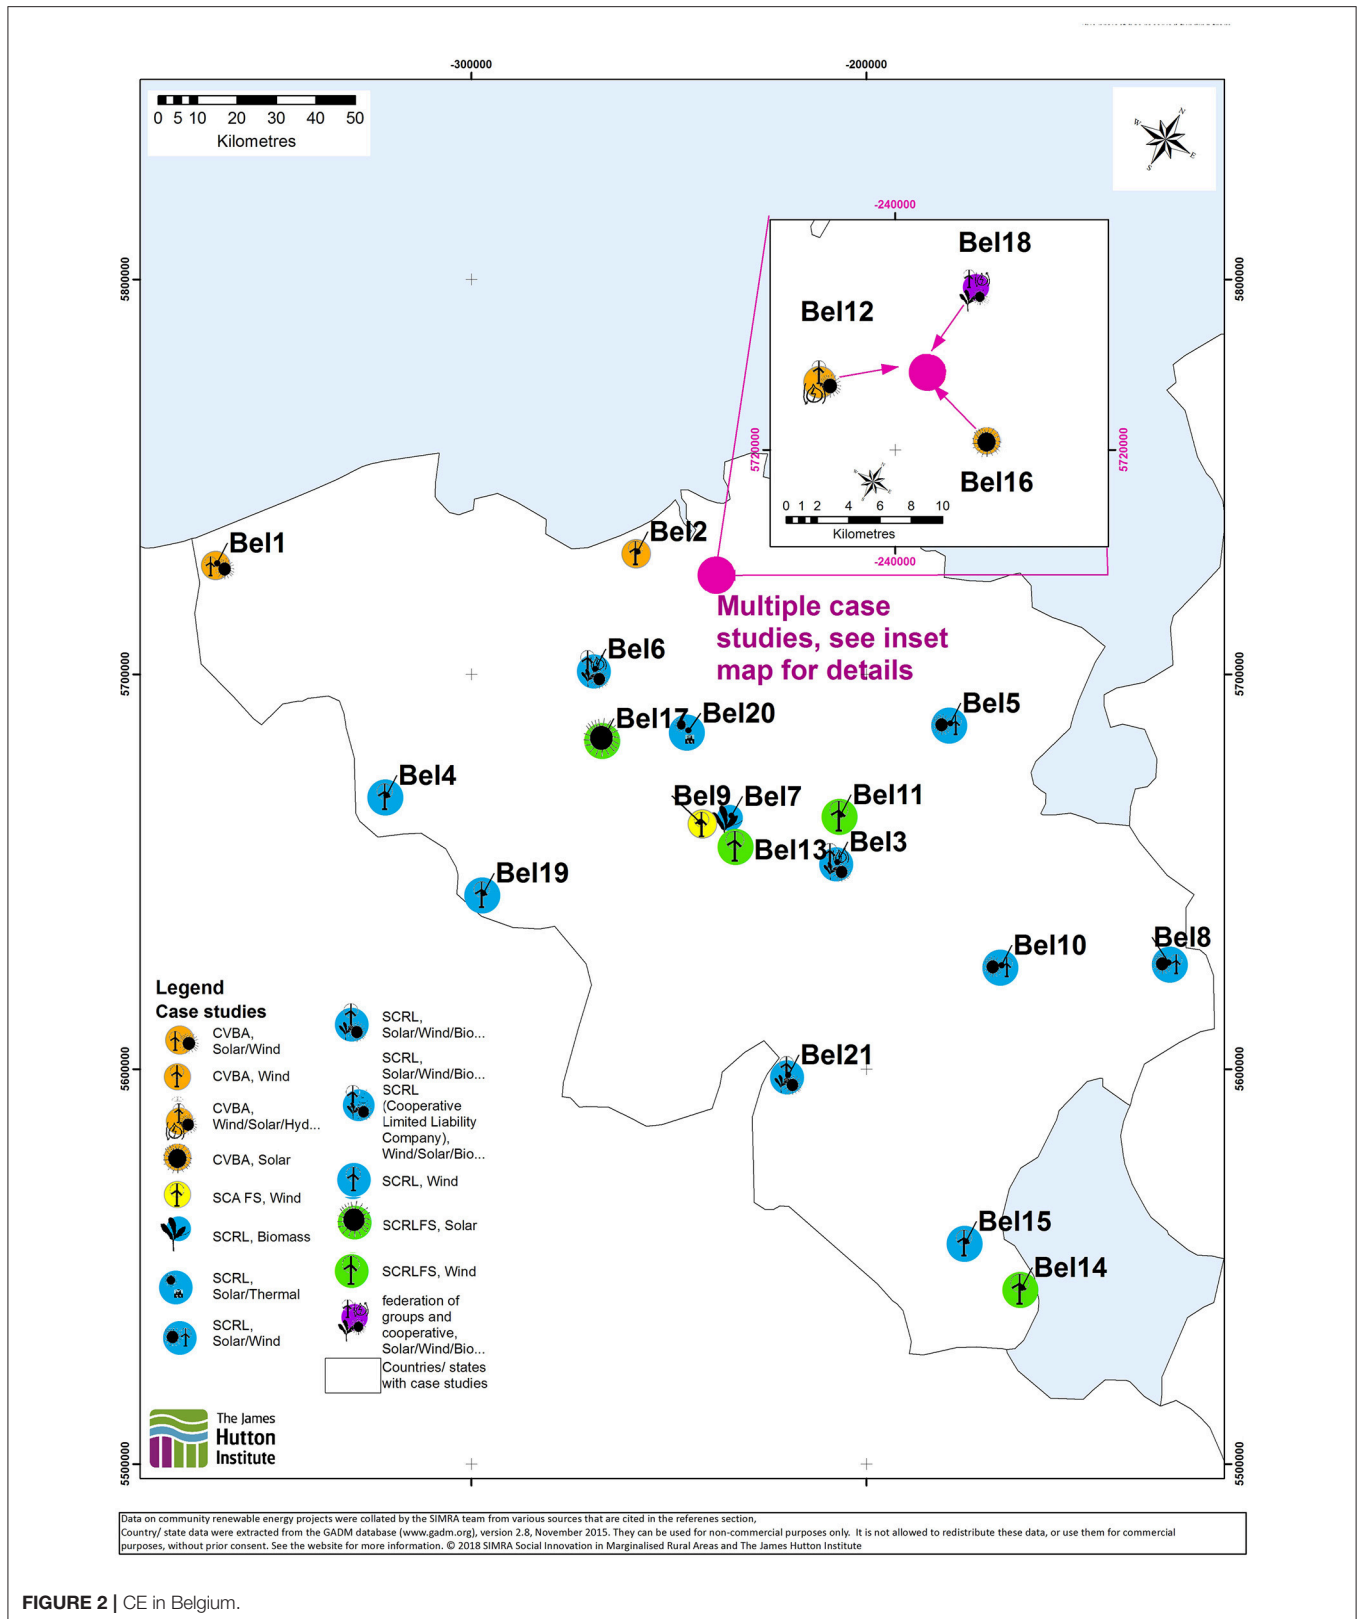 -300000
-200000
0 5 10 20 30 40 50
Kilometres
N
W
E
S
5800000
5800000
-240000
Bel18
Bel12
5720000
5720000
Bel16
0 1 2 4 6 8 10
Kilometres
-240000
Bel1
Bel2
Multiple case
studies, see inset
map for details
Bel6
5700000
5700000
Bel17
Bel20
Bel5
Bel4
Bel9
Bel7
Bel11
Bel13
Bel3
Bel19
Bel10
Bel8
Bel21
5600000
5600000
Bel15
Bel14
Legend
Case studies
CVBA,
Solar/Wind
CVBA, Wind
CVBA,
Wind/Solar/Hyd...
CVBA, Solar
SCA FS, Wind
SCRL, Biomass
SCRL,
Solar/Thermal
SCRL,
Solar/Wind
SCRL,
Solar/Wind/Bio...
SCRL,
Solar/Wind/Bio...
SCRL
(Cooperative
Limited Liability
Company),
Wind/Solar/Bio...
SCRL, Wind
SCRLFS, Solar
SCRLFS, Wind
federation of
groups and
cooperative,
Solar/Wind/Bio...
Countries/ states
with case studies
The James
Hutton
Institute
5500000
5500000
Data on community renewable energy projects were collated by the SIMRA team from various sources that are cited in the referenes section,
Country/ state data were extracted from the GADM database (www.gadm.org), version 2.8, November 2015. They can be used for non-commercial purposes only. It is not allowed to redistribute these data, or use them for commercial
purposes, without prior consent. See the website for more information. © 2018 SIMRA Social Innovation in Marginalised Rural Areas and The James Hutton Institute
FIGURE 2 | CE in Belgium.